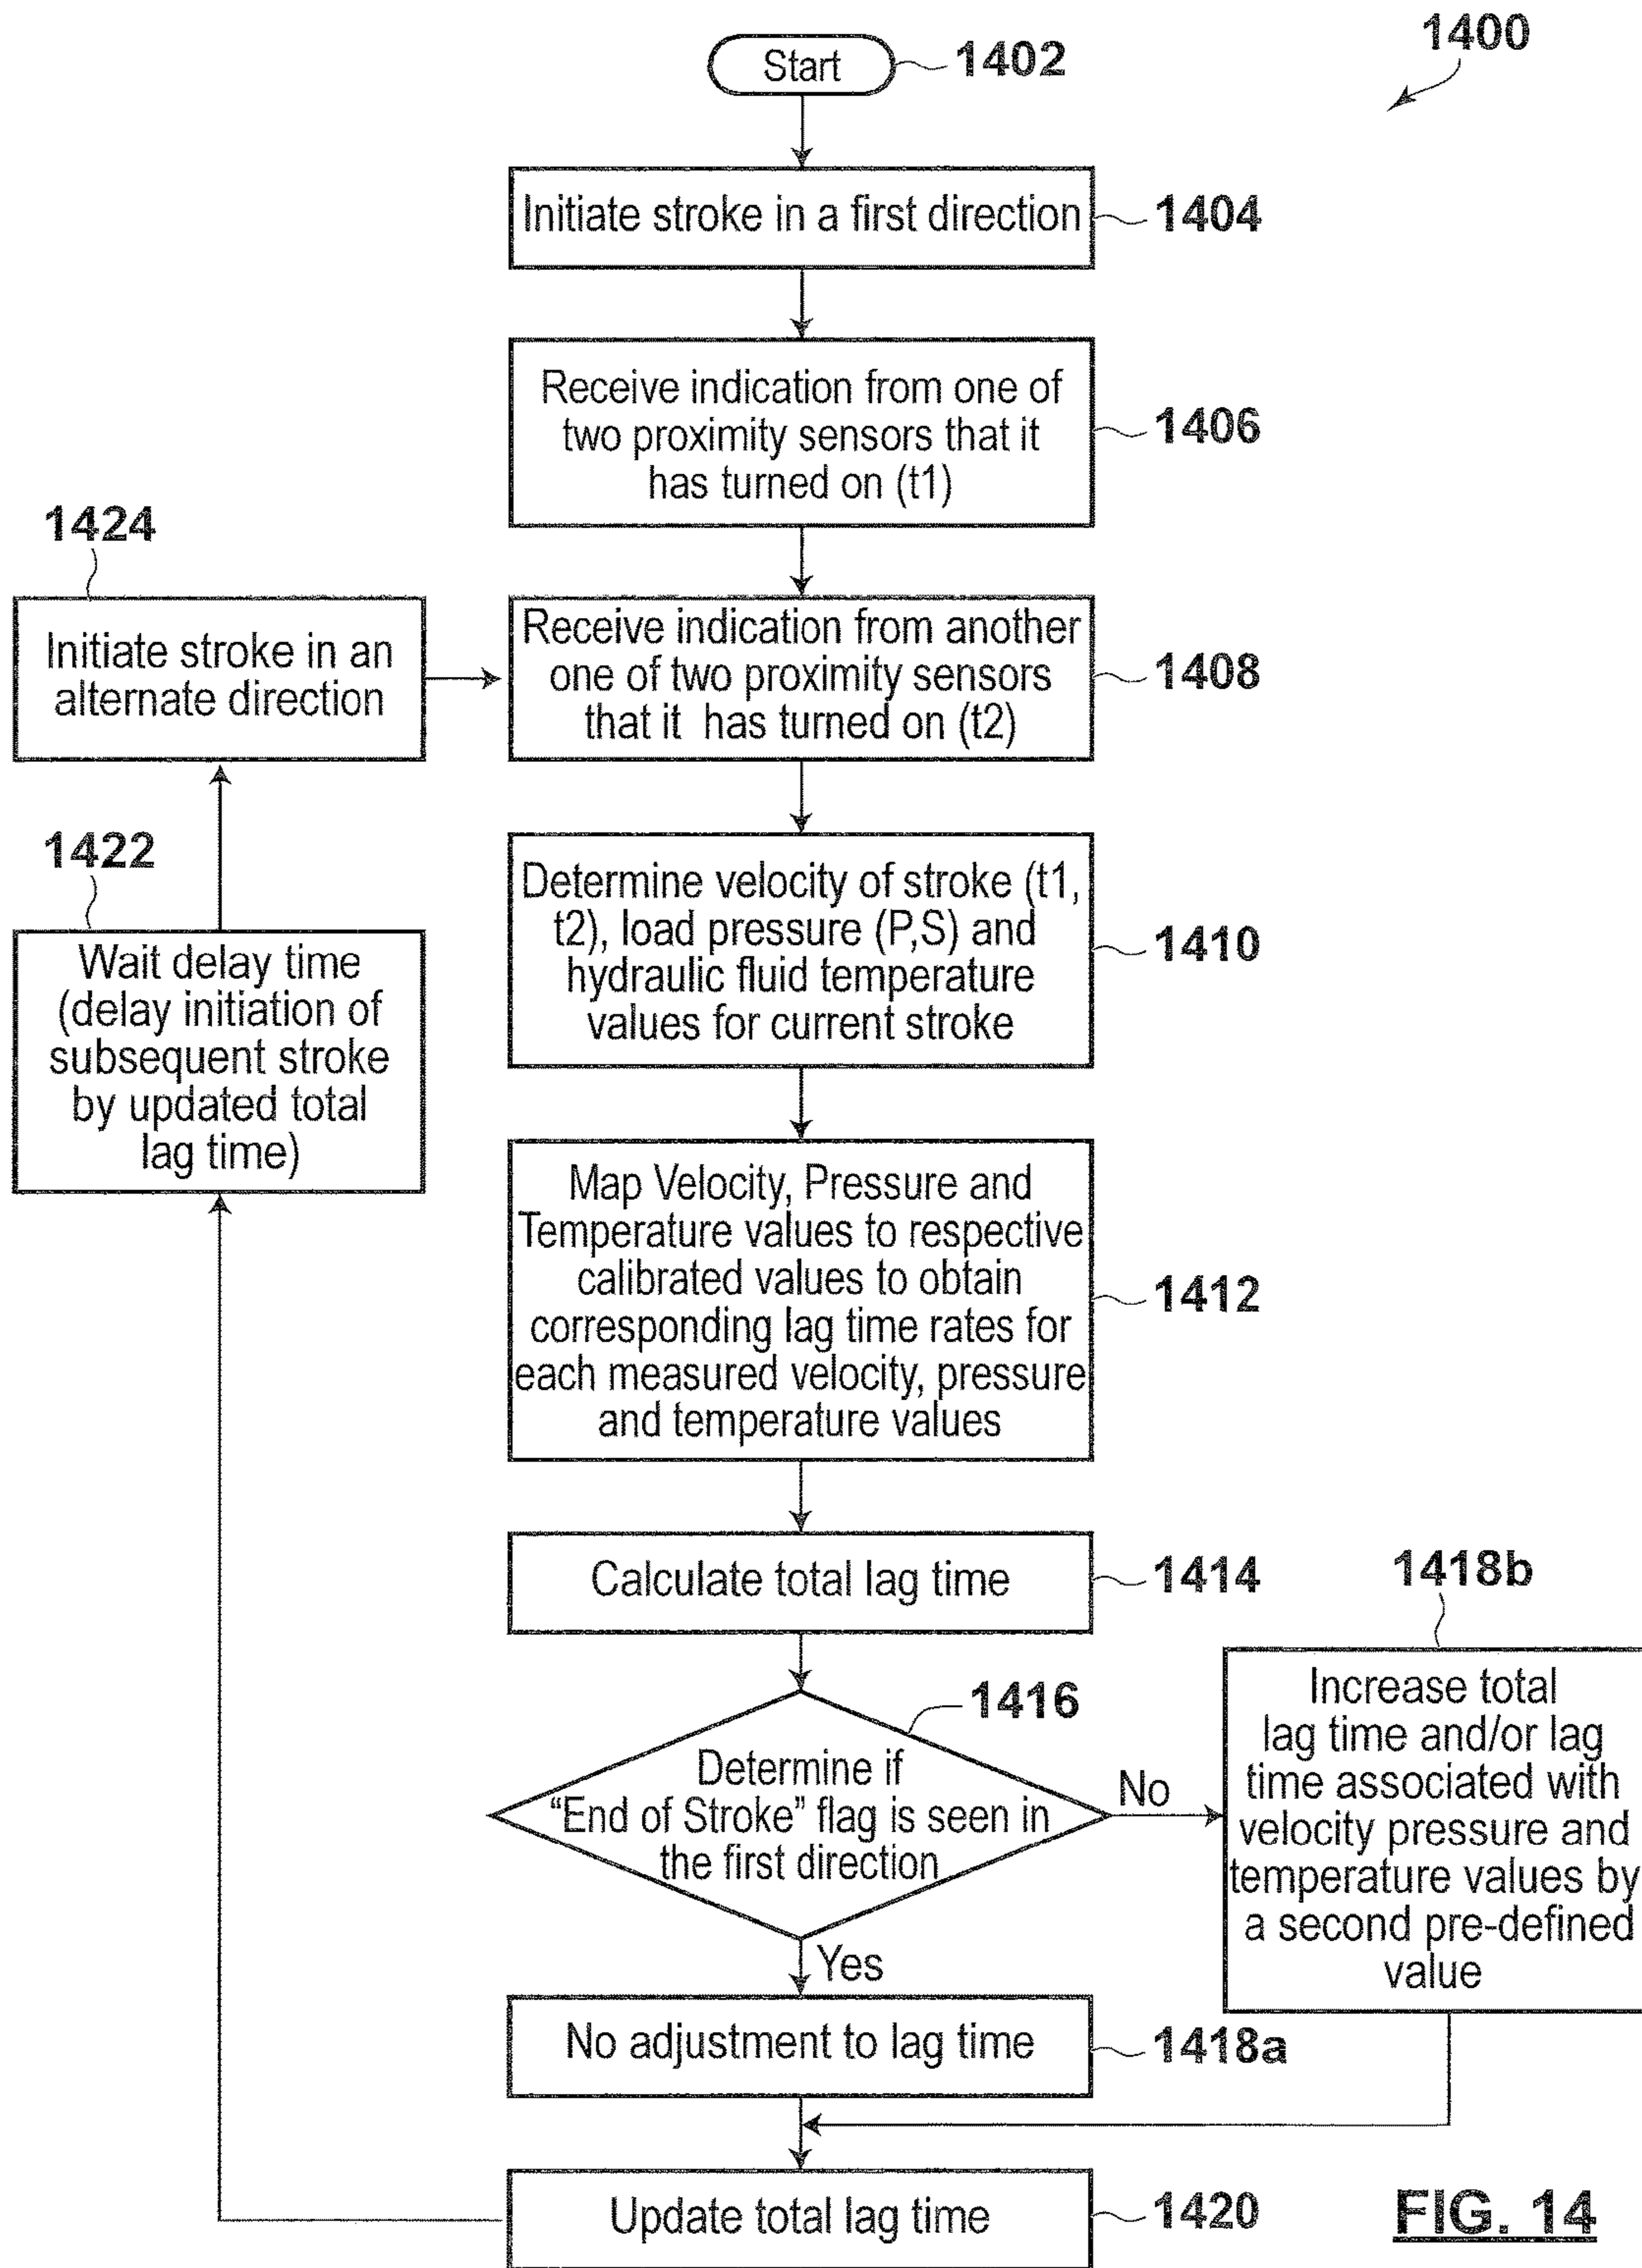 1400
Start
1402
Initiate stroke in a first direction
1404
Receive indication from one of
two proximity sensors that it
has turned on (t1)
1406
1424
Initiate stroke in an
alternate direction
Receive indication from another
one of two proximity sensors
that it has turned on (t2)
1408
1422
Wait delay time
(delay initiation of
subsequent stroke
by updated total
lag time)
Determine velocity of stroke (t1,
t2), load pressure (P,S) and
hydraulic fluid temperature
values for current stroke
1410
Map Velocity, Pressure and
Temperature values to respective
calibrated values to obtain
corresponding lag time rates for
each measured velocity, pressure
and temperature values
1412
Calculate total lag time
1414
1418b
Increase total
lag time and/or lag
time associated with
velocity pressure and
temperature values by
a second pre-defined
value
1416
Determine if
“End of Stroke” flag is seen in
the first direction
No
Yes
No adjustment to lag time
1418a
Update total lag time
1420
FIG. 14